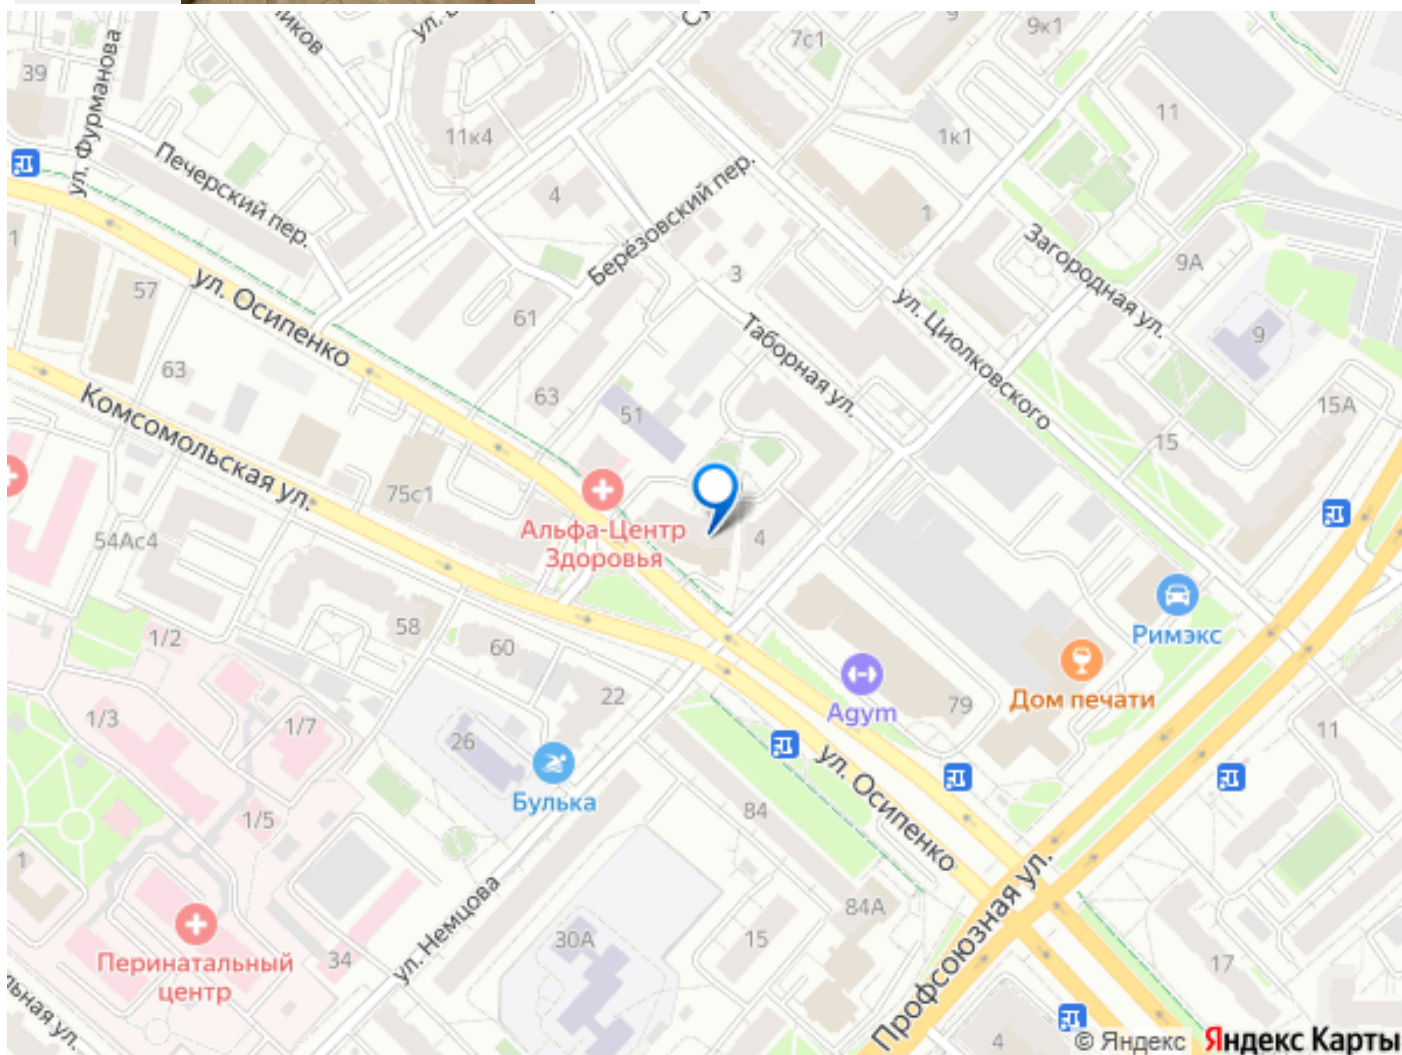 ул. Фурманова
39
11к4
7с1
9
9к1
11
1к1
Печерский пер.
4
Берёзовский пер.
1
3
Загородная ул.
9А
1
57
ул. Осипенко
61
Таборная ул.
ул. Циолковского
9
63
63
51
15А
15
Комсомольская ул.
75с1
54Ас4
Альфа-Центр
Здоровья
4
Римэкс
1/2
58
60
22
Agym
79
Дом печати
1/3
1/7
26
11
Булька
84
ул. Осипенко
1/5
1
84А
ул. Немцова
30А
15
Профсоюзная ул.
17
Перинатальный
центр
34
4
© Яндекс
Яндекс Карты